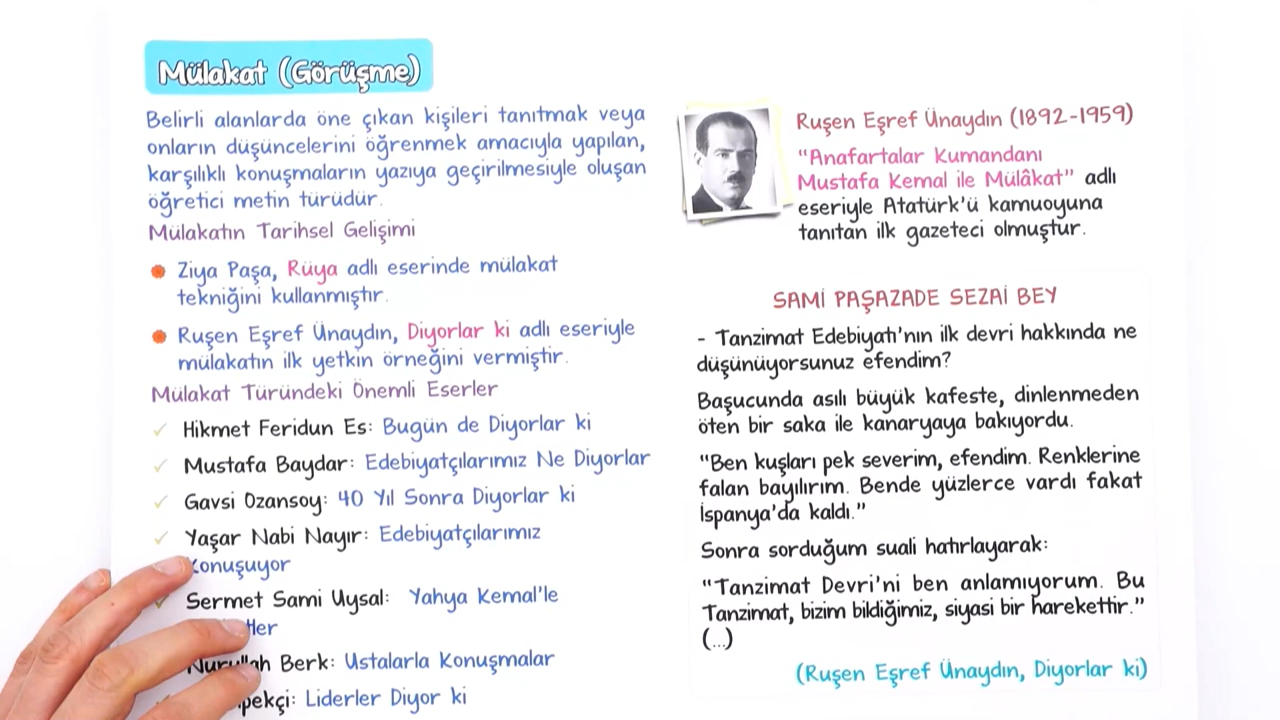 Mülakat (Görüşme)
Belirli alanlarda öne çıkan kişileri tanıtmak veya
onların düşüncelerini öğrenmek amacıyla yapılan,
karşılıklı konuşmaların yazıya geçirilmesiyle oluşan
öğretici metin türüdür.
Mülakatın Tarihsel Gelişimi
Ziya Paşa, Rüya adlı eserinde mülakat
tekniğini kullanmıştır.
Ruşen Eşref Ünaydın, Diyorlar ki adlı eseriyle
mülakatın ilk yetkin örneğini vermiştir.
Mülakat Türündeki Önemli Eserler
Hikmet Feridun Es: Bugün de Diyorlar ki
Mustafa Baydar: Edebiyatçılarımız Ne Diyorlar
Gavsi Ozansoy: 40 Yıl Sonra Diyorlar ki
Yaşar Nabi Nayır: Edebiyatçılarımız
Konuşuyor
Sermet Sami Uysal: Yahya Kemal'le
Nurullah Berk: Ustalarla Konuşmalar
Liderler Diyor ki
Ruşen Eşref Ünaydın (1892-1959)
"Anafartalar Kumandanı
Mustafa Kemal ile Mülâkat" adlı
eseriyle Atatürk'ü kamuoyuna
tanıtan ilk gazeteci olmuştur.
SAMİ PAŞAZADE SEZAİ BEY
- Tanzimat Edebiyatı'nın ilk devri hakkında ne
düşünüyorsunuz efendim?
Başucunda asılı büyük kafeste, dinlenmeden
öten bir saka ile kanaryaya bakıyordu.
"Ben kuşları pek severim, efendim. Renklerine
falan bayılırım. Bende yüzlerce vardı fakat
İspanya'da kaldı."
Sonra sorduğum suali hatırlayarak:
"Tanzimat Devri'ni ben anlamıyorum. Bu
Tanzimat, bizim bildiğimiz, siyasi bir harekettir."
(...)
(Ruşen Eşref Ünaydın, Diyorlar ki)